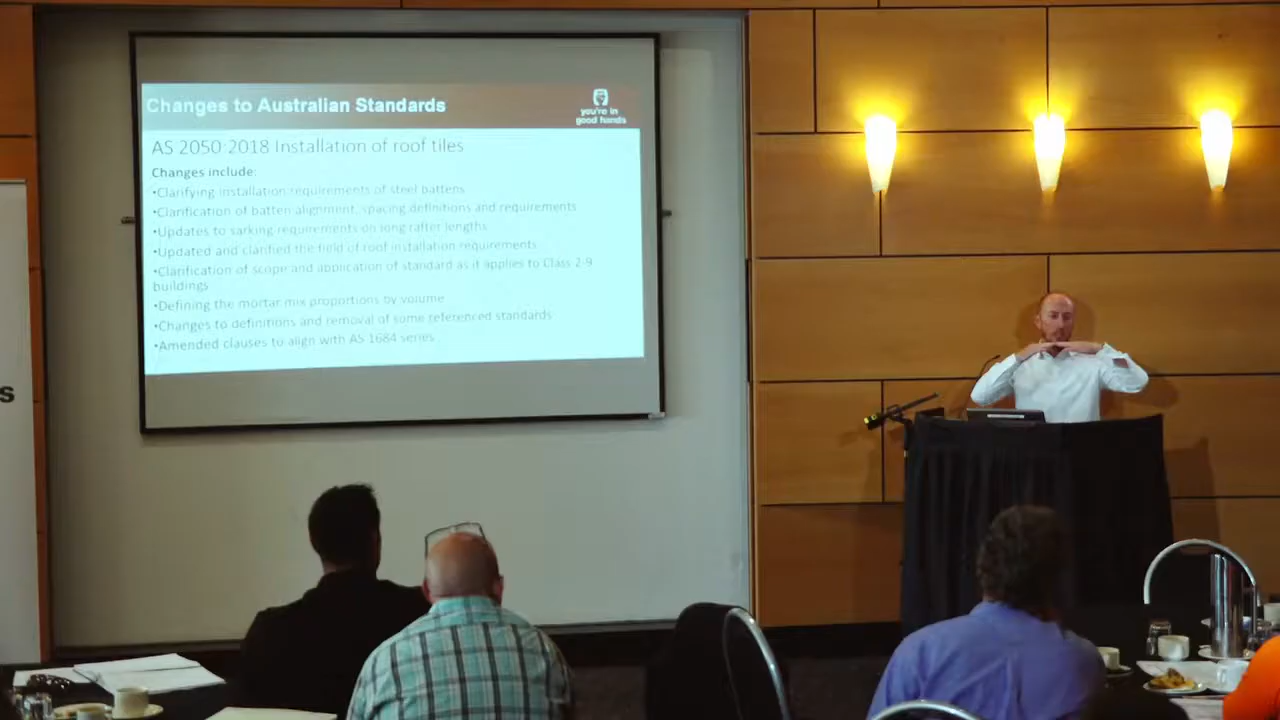 Changes to Australian Standards
you're in
good hands
AS 2050:2018 Installation of roof tiles
Changes include:
•Clarifying installation requirements of steel battens
•Clarification of batten alignment, spacing definitions and requirements
•Updates to sarking requirements on long rafter lengths
•Updated and clarified the field of roof installation requirements
•Clarification of scope and application of standard as it applies to Class 2-9
buildings
•Defining the mortar mix proportions by volume
•Changes to definitions and removal of some referenced standards
•Amended clauses to align with AS 1684 series
s